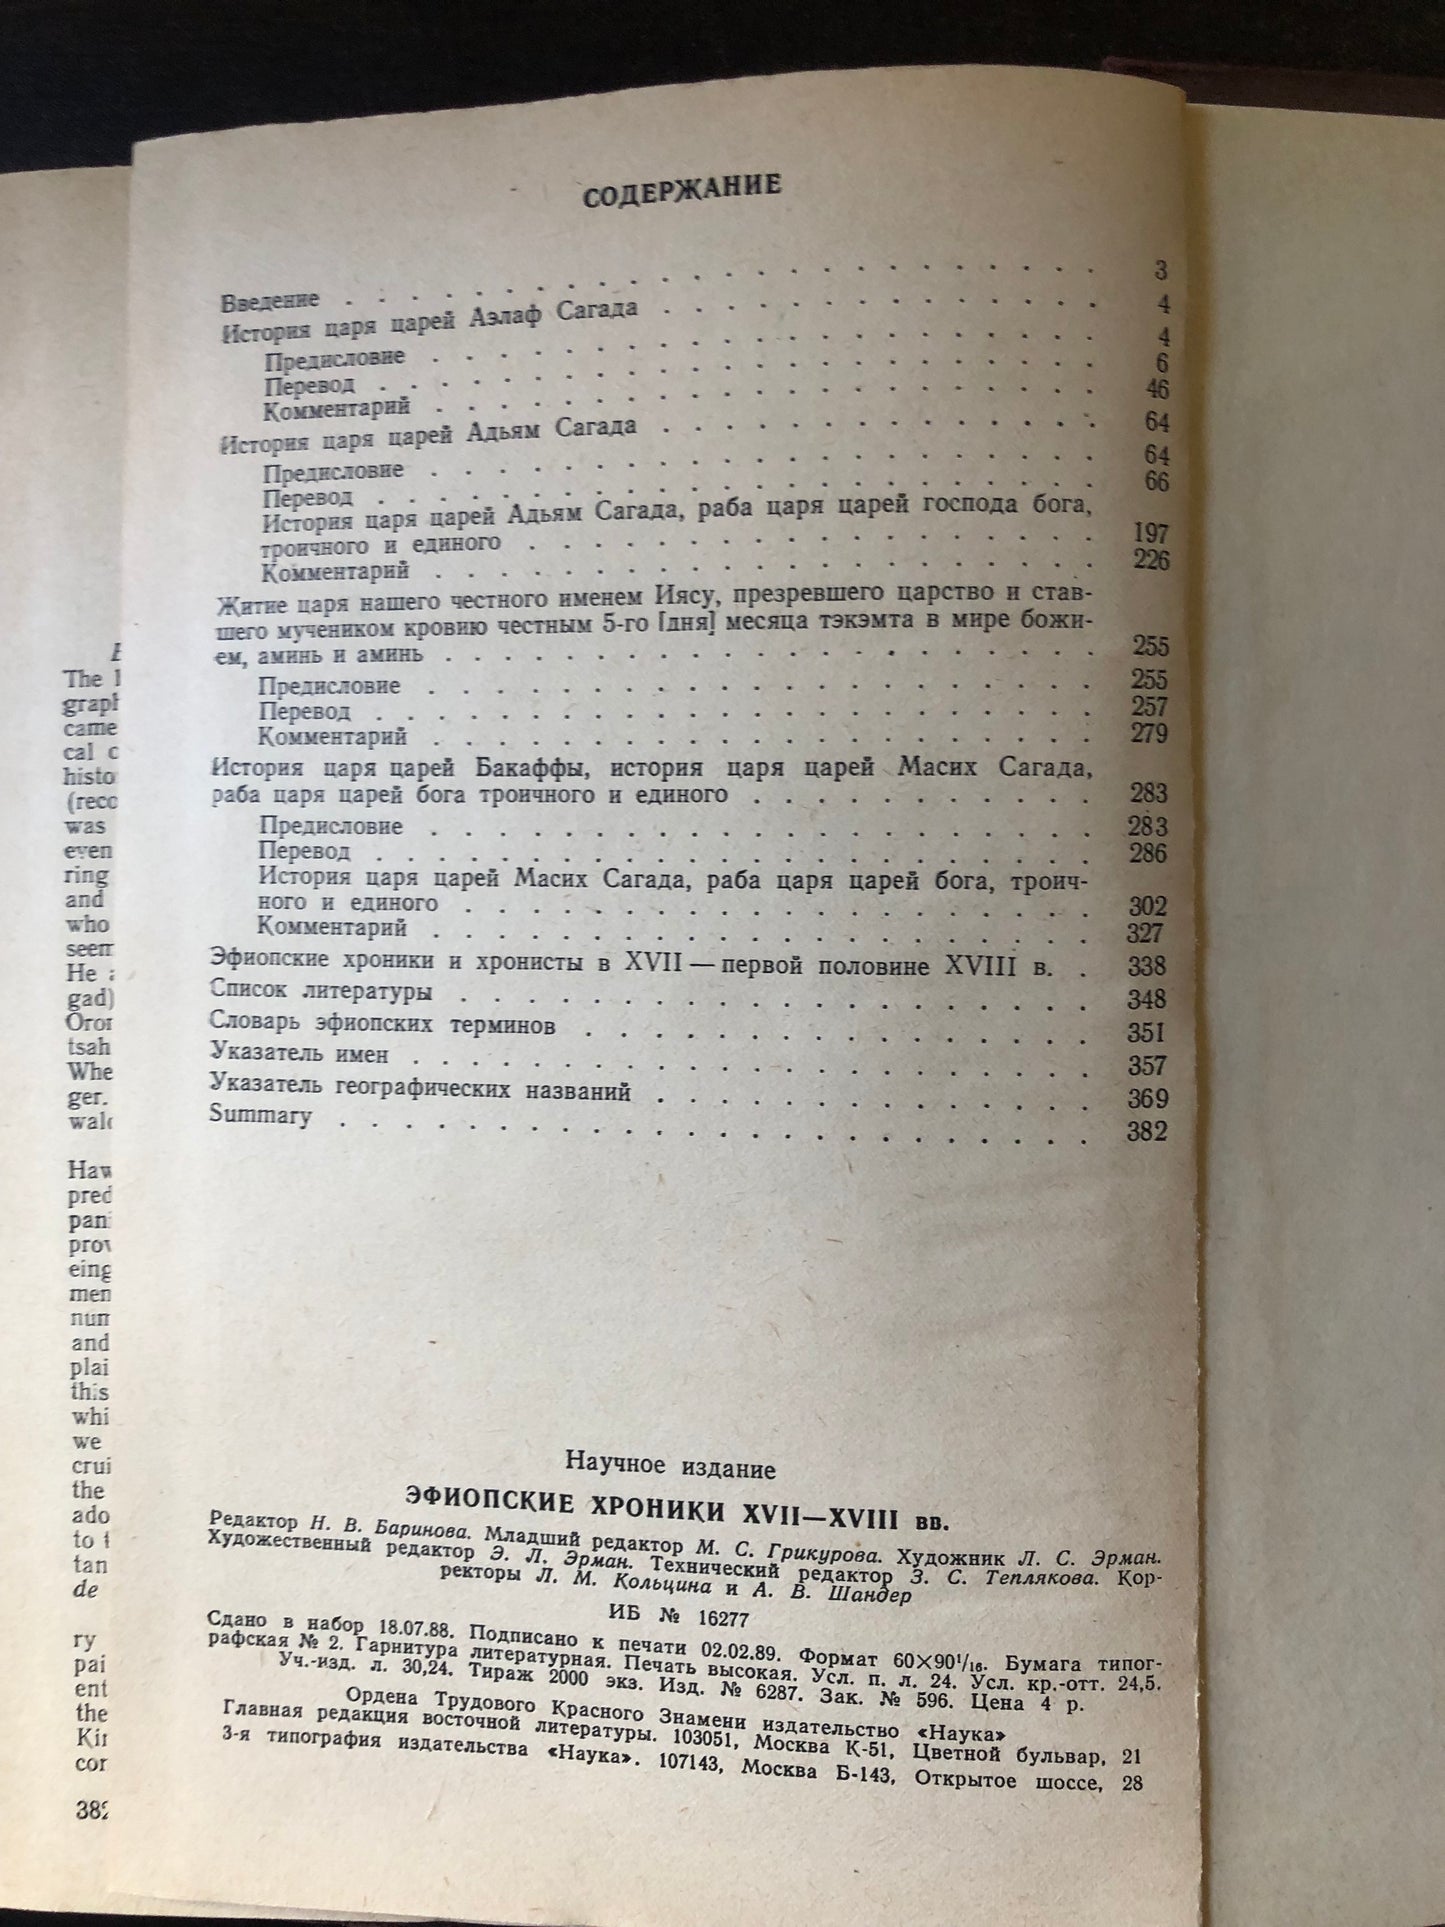 СОДЕРЖАНИЕ
Введение . . . . . . . . . . . . . . . . . . . . . . . 3
История царя царей Аэлаф Сагада . . . . . . . . . . . . . 4
Предисловие . . . . . . . . . . . . . . . . . . . . 4
Перевод . . . . . . . . . . . . . . . . . . . . . . 6
Комментарий . . . . . . . . . . . . . . . . . . . . 46
История царя царей Адьям Сагада . . . . . . . . . . . . . 64
Предисловие . . . . . . . . . . . . . . . . . . . . 64
Перевод . . . . . . . . . . . . . . . . . . . . . . 66
История царя царей Адьям Сагада, раба царя царей господа бога,
троичного и единого . . . . . . . . . . . . . . . . . 197
Комментарий . . . . . . . . . . . . . . . . . . . . 226
Житие царя нашего честного именем Иясу, презревшего царство и став-
шего мучеником кровию честным 5-го [дня] месяца тэкэмта в мире божи-
ем, аминь и аминь . . . . . . . . . . . . . . . . . . . . 255
Предисловие . . . . . . . . . . . . . . . . . . . . 255
Перевод . . . . . . . . . . . . . . . . . . . . . . 257
Комментарий . . . . . . . . . . . . . . . . . . . . 279
История царя царей Бакаффы, история царя царей Масих Сагада,
раба царя царей бога троичного и единого . . . . . . . . . . . 283
Предисловие . . . . . . . . . . . . . . . . . . . . 283
Перевод . . . . . . . . . . . . . . . . . . . . . . 286
История царя царей Масих Сагада, раба царя царей бога, троич-
ного и единого . . . . . . . . . . . . . . . . . . . 302
Комментарий . . . . . . . . . . . . . . . . . . . . 327
Эфиопские хроники и хронисты в XVII — первой половине XVIII в. . 338
Список литературы . . . . . . . . . . . . . . . . . . . 348
Словарь эфиопских терминов . . . . . . . . . . . . . . . 351
Указатель имен . . . . . . . . . . . . . . . . . . . . . 357
Указатель географических названий . . . . . . . . . . . . . 369
Summary . . . . . . . . . . . . . . . . . . . . . . . 382
Научное издание
ЭФИОПСКИЕ ХРОНИКИ XVII—XVIII вв.
Редактор Н. В. Баринова. Младший редактор М. С. Грикурова. Художник Л. С. Эрман.
Художественный редактор Э. Л. Эрман. Технический редактор З. С. Теплякова. Кор-
ректоры Л. М. Кольцина и А. В. Шандер
ИБ № 16277
Сдано в набор 18.07.88. Подписано к печати 02.02.89. Формат 60×90¹/₁₆. Бумага типог-
рафская № 2. Гарнитура литературная. Печать высокая. Усл. п. л. 24. Усл. кр.-отт. 24,5.
Уч.-изд. л. 30,24. Тираж 2000 экз. Изд. № 6287. Зак. № 596. Цена 4 р.
Ордена Трудового Красного Знамени издательство «Наука»
Главная редакция восточной литературы. 103051, Москва К-51, Цветной бульвар, 21
3-я типография издательства «Наука». 107143, Москва Б-143, Открытое шоссе, 28